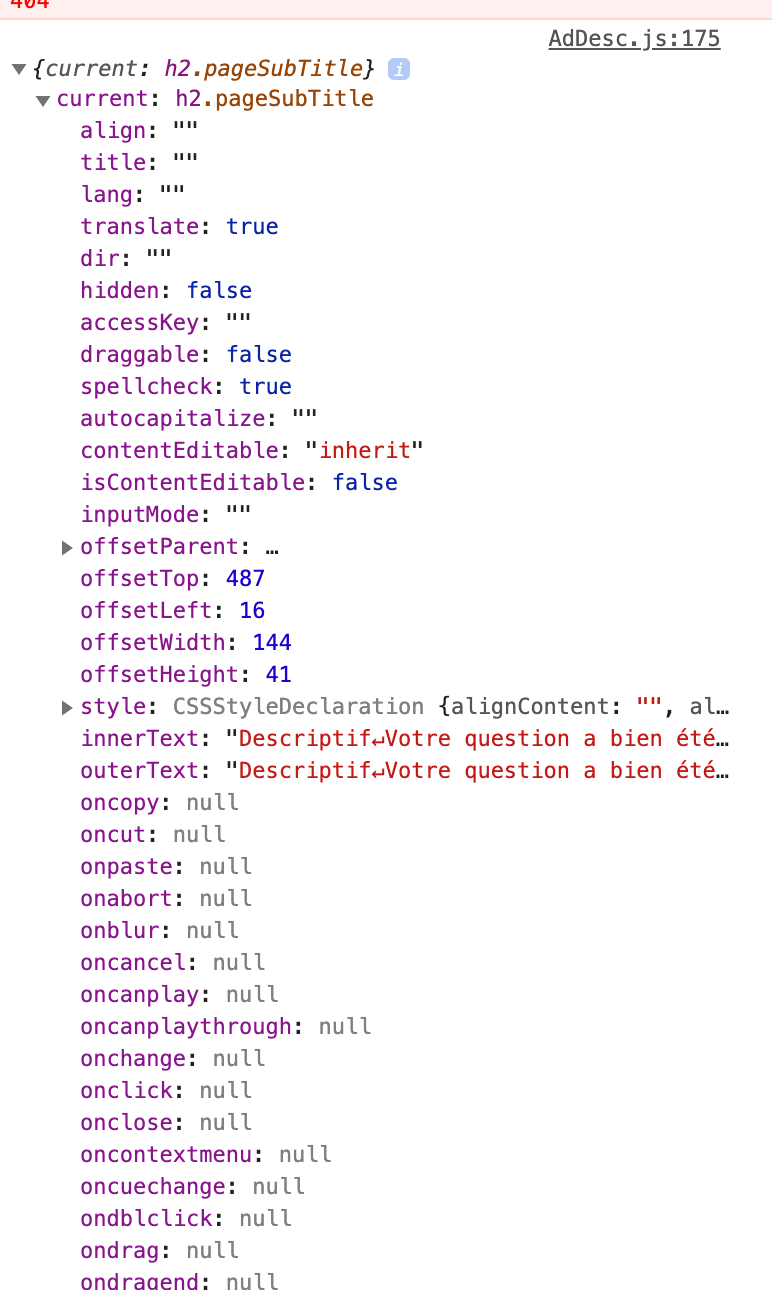 404
AdDesc.js:175
▼{current: h2.pageSubTitle} i
▼current: h2.pageSubTitle
align: ""
title: ""
lang: ""
translate: true
dir: ""
hidden: false
accessKey: ""
draggable: false
spellcheck: true
autocapitalize: ""
contentEditable: "inherit"
isContentEditable: false
inputMode: ""
▶offsetParent: …
offsetTop: 487
offsetLeft: 16
offsetWidth: 144
offsetHeight: 41
▶style: CSSStyleDeclaration {alignContent: "", al…
innerText: "Descriptif↵Votre question a bien été…
outerText: "Descriptif↵Votre question a bien été…
oncopy: null
oncut: null
onpaste: null
onabort: null
onblur: null
oncancel: null
oncanplay: null
oncanplaythrough: null
onchange: null
onclick: null
onclose: null
oncontextmenu: null
oncuechange: null
ondblclick: null
ondrag: null
ondragend: null